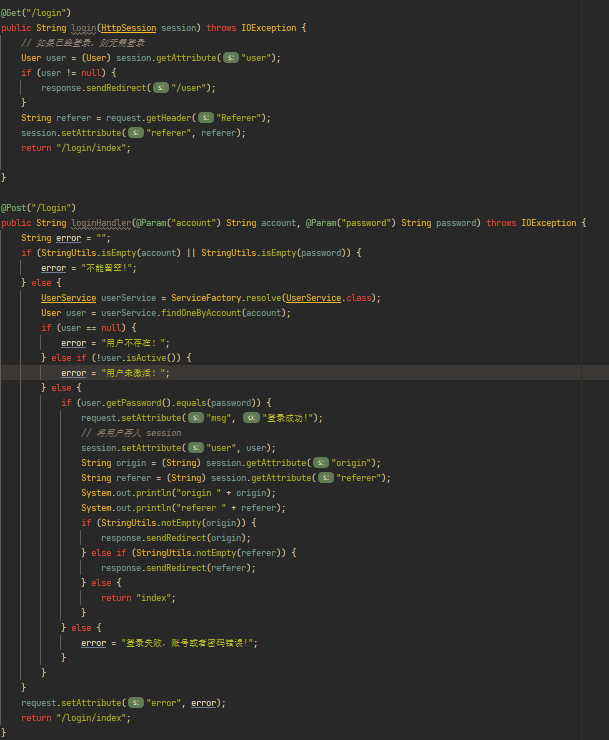 @Get("/login")
public String login(HttpSession session) throws IOException {
// 如果已经登录，则无需登录
User user = (User) session.getAttribute( s: "user");
if (user != null) {
response.sendRedirect( s: "/user");
}
String referer = request.getHeader( s: "Referer");
session.setAttribute( s: "referer", referer);
return "/login/index";
}
@Post("/login")
public String loginHandler(@Param("account") String account, @Param("password") String password) throws IOException {
String error = "";
if (StringUtils.isEmpty(account) || StringUtils.isEmpty(password)) {
error = "不能留空!";
} else {
UserService userService = ServiceFactory.resolve(UserService.class);
User user = userService.findOneByAccount(account);
if (user == null) {
error = "用户不存在！";
} else if (!user.isActive()) {
error = "用户未激活！";
} else {
if (user.getPassword().equals(password)) {
request.setAttribute( s: "msg", o: "登录成功!");
// 将用户存入 session
session.setAttribute( s: "user", user);
String origin = (String) session.getAttribute( s: "origin");
String referer = (String) session.getAttribute( s: "referer");
System.out.println("origin " + origin);
System.out.println("referer " + referer);
if (StringUtils.notEmpty(origin)) {
response.sendRedirect(origin);
} else if (StringUtils.notEmpty(referer)) {
response.sendRedirect(referer);
} else {
return "index";
}
} else {
error = "登录失败，账号或者密码错误!";
}
}
}
request.setAttribute( s: "error", error);
return "/login/index";
}